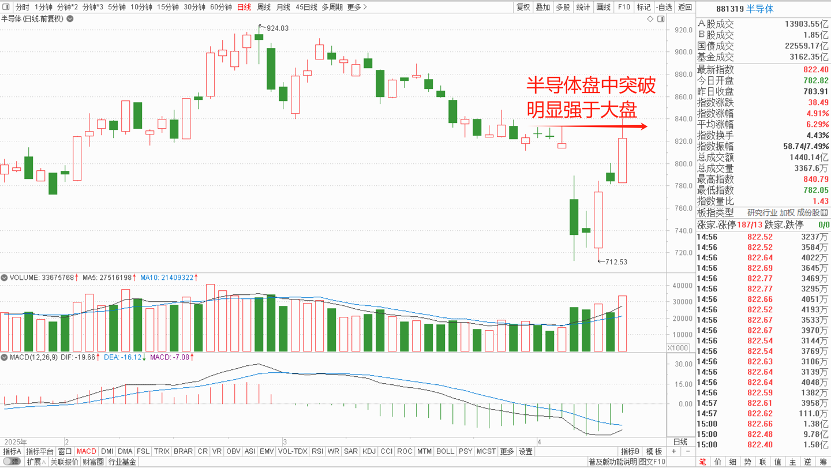 分时 1分钟 2分钟*2 3分钟*3 5分钟 10分钟 15分钟 30分钟 60分钟 日线 周线 月线 45日线 多周期 更多>
复权 叠加 多股 统计 画线 F10 标记 -自选 返回
半导体(日线.前复权)
924.03
920.0
900.0
880.0
860.0
840.0
820.0
800.0
780.0
760.0
740.0
720.0
半导体盘中突破
明显强于大盘
712.53
VOLUME: 33675768↑ MA5: 27516198↑ MA10: 21409322↑
40000
30000
20000
10000
X1000
MACD(12,26,9) DIF: -19.66↑ DEA: -16.12↓ MACD: -7.08↑
30.00
15.00
0.00
2025年 2 3 4 日线
指标A 指标平台 窗口 MACD DMI DMA FSL TRIX BRAR CR VR OBV ASI EMV VOL-TDX RSI WR SAR KDJ CCI ROC MTM BOLL PSY MCST 更多 设置
指标B 模板 + -
扩展∧ 关联报价 财富圈 行业基金
普及版功能说明 图文F10
881319 半导体
A股成交 13903.55亿
B股成交 1.85亿
国债成交 22559.17亿
基金成交 3162.35亿
最新指数 822.40
今日开盘 782.82
昨日收盘 783.91
指数涨跌 38.49
指数涨幅 4.91%
平均涨幅 6.29%
指数换手 4.43%
指数振幅 58.74/7.49%
总成交额 1440.14亿
总成交量 3367.6万
最高指数 840.79
最低指数 782.05
指数量比 1.43
板指类型 研究行业 加权 成份股
涨家.涨停 187/13 跌家.跌停 0/0
14:56 822.52 3237万
14:56 822.52 3584万
14:56 822.64 4022万
14:56 822.69 3645万
14:56 822.77 3469万
14:56 822.77 3295万
14:56 822.66 4051万
14:56 822.52 4193万
14:56 822.67 3533万
14:56 822.67 3970万
14:56 822.54 3144万
14:56 822.54 3769万
14:56 822.63 3106万
14:56 822.64 3139万
14:56 822.64 4048万
14:56 822.59 1382万
14:57 822.61 3958万
14:57 822.62 111.0万
15:00 822.66 1.38亿
15:00 822.48 9.78亿
15:00 822.40 1.58亿
笔 价 细 势 联 值 主 逆 筹